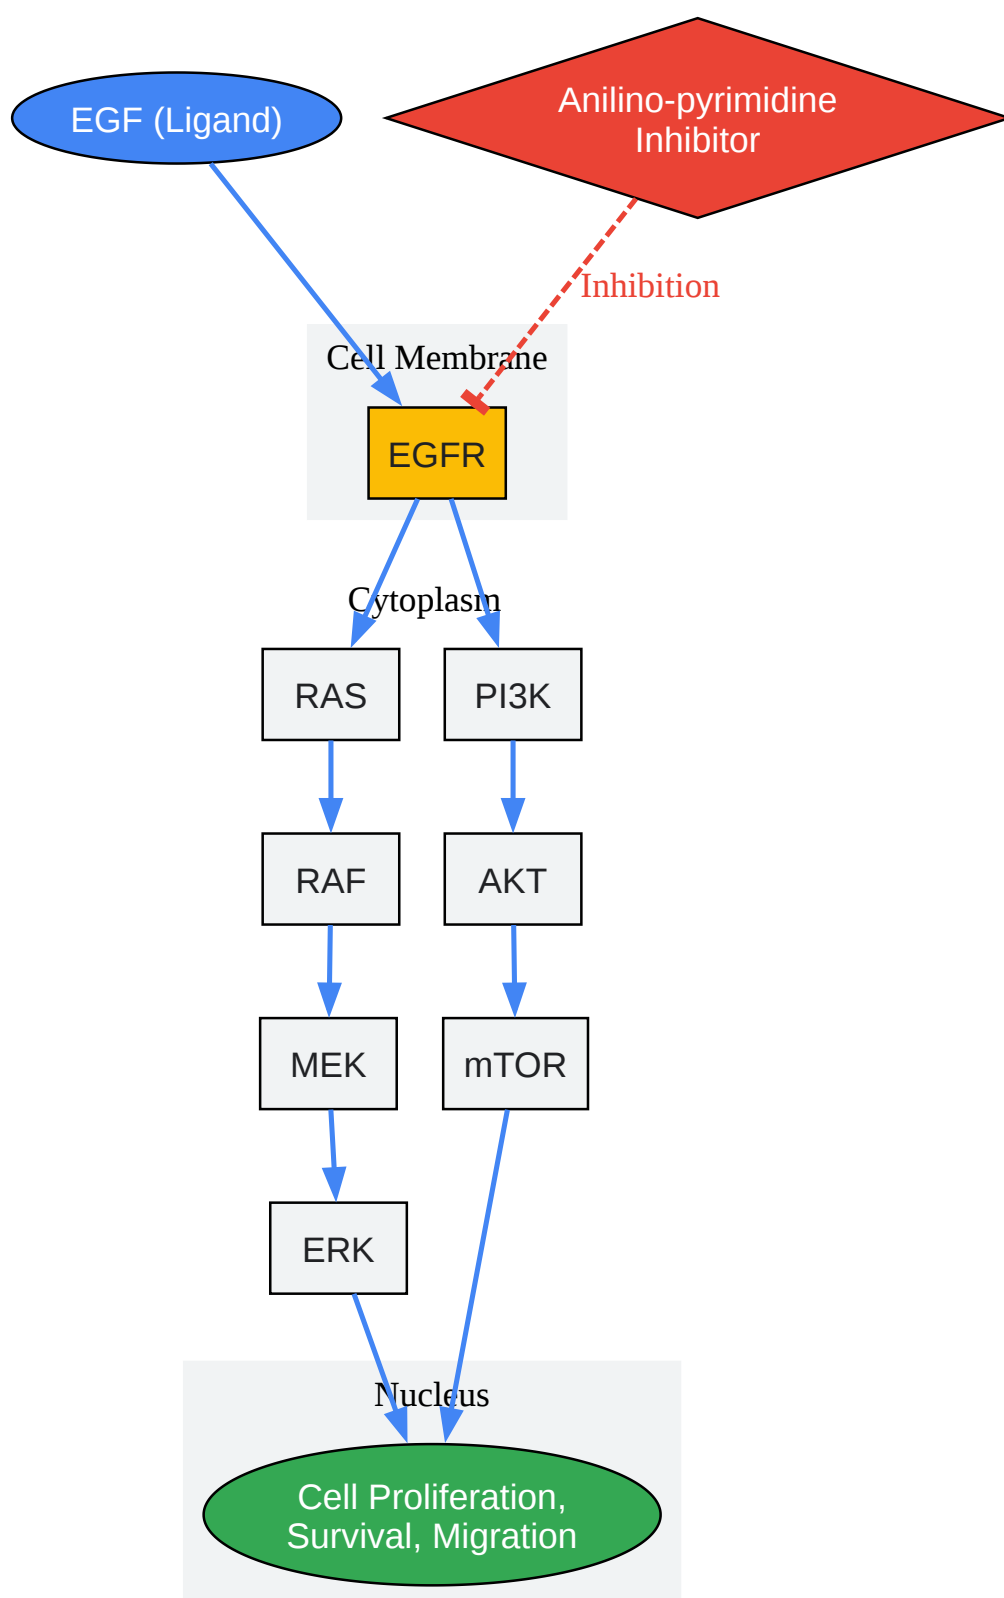 EGF (Ligand)
Anilino-pyrimidine
Inhibitor
Inhibition
Cell Membrane
EGFR
Cytoplasm
RAS
PI3K
RAF
AKT
MEK
mTOR
ERK
Nucleus
Cell Proliferation,
Survival, Migration